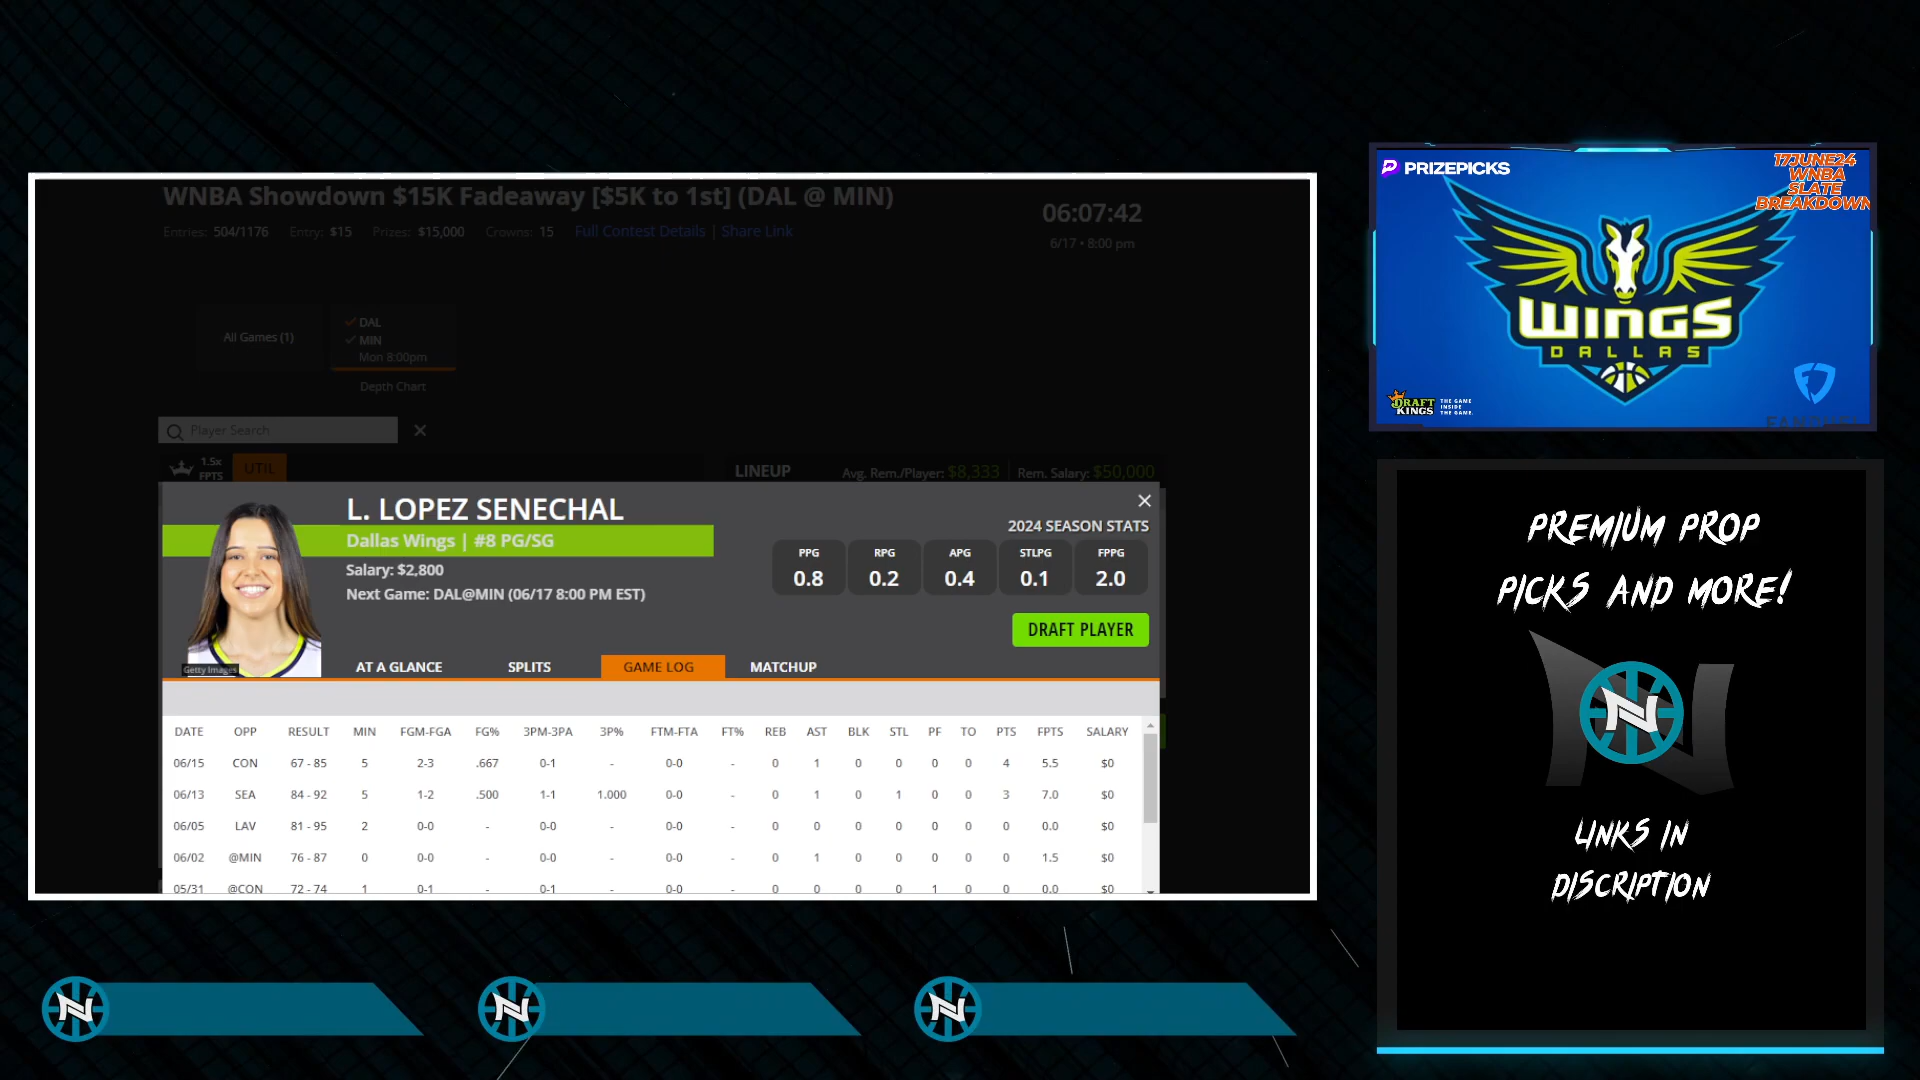 WNBA Showdown $15K Fadeaway [$5K to 1st] (DAL @ MIN)
06:07:42
Entries: 504/1176 Entry: $15 Prizes: $15,000 Crowns: 15 Full Contest Details | Share Link
6/17 • 8:00 pm
All Games (1)
DAL
MIN
Mon 8:00pm
Depth Chart
Player Search
1.5x
FPTS
UTIL
LINEUP Avg. Rem./Player: $8,333 Rem. Salary: $50,000
L. LOPEZ SENECHAL
Dallas Wings | #8 PG/SG
Salary: $2,800
Next Game: DAL@MIN (06/17 8:00 PM EST)
Getty Images
2024 SEASON STATS
PPG RPG APG STLPG FPPG
0.8 0.2 0.4 0.1 2.0
DRAFT PLAYER
AT A GLANCE SPLITS GAME LOG MATCHUP
DATE OPP RESULT MIN FGM-FGA FG% 3PM-3PA 3P% FTM-FTA FT% REB AST BLK STL PF TO PTS FPTS SALARY
06/15 CON 67 - 85 5 2-3 .667 0-1 - 0-0 - 0 1 0 0 0 0 4 5.5 $0
06/13 SEA 84 - 92 5 1-2 .500 1-1 1.000 0-0 - 0 1 0 1 0 0 3 7.0 $0
06/05 LAV 81 - 95 2 0-0 - 0-0 - 0-0 - 0 0 0 0 0 0 0 0.0 $0
06/02 @MIN 76 - 87 0 0-0 - 0-0 - 0-0 - 0 1 0 0 0 0 0 1.5 $0
05/31 @CON 72 - 74 1 0-1 - 0-1 - 0-0 - 0 0 0 0 1 0 0 0.0 $0
PRIZEPICKS
17JUNE24
WNBA
SLATE
BREAKDOWN
WINGS
DALLAS
DRAFT
KINGS
THE GAME
INSIDE
THE GAME.
PREMIUM PROP
PICKS AND MORE!
N
LINKS IN
DISCRIPTION
N
N
N